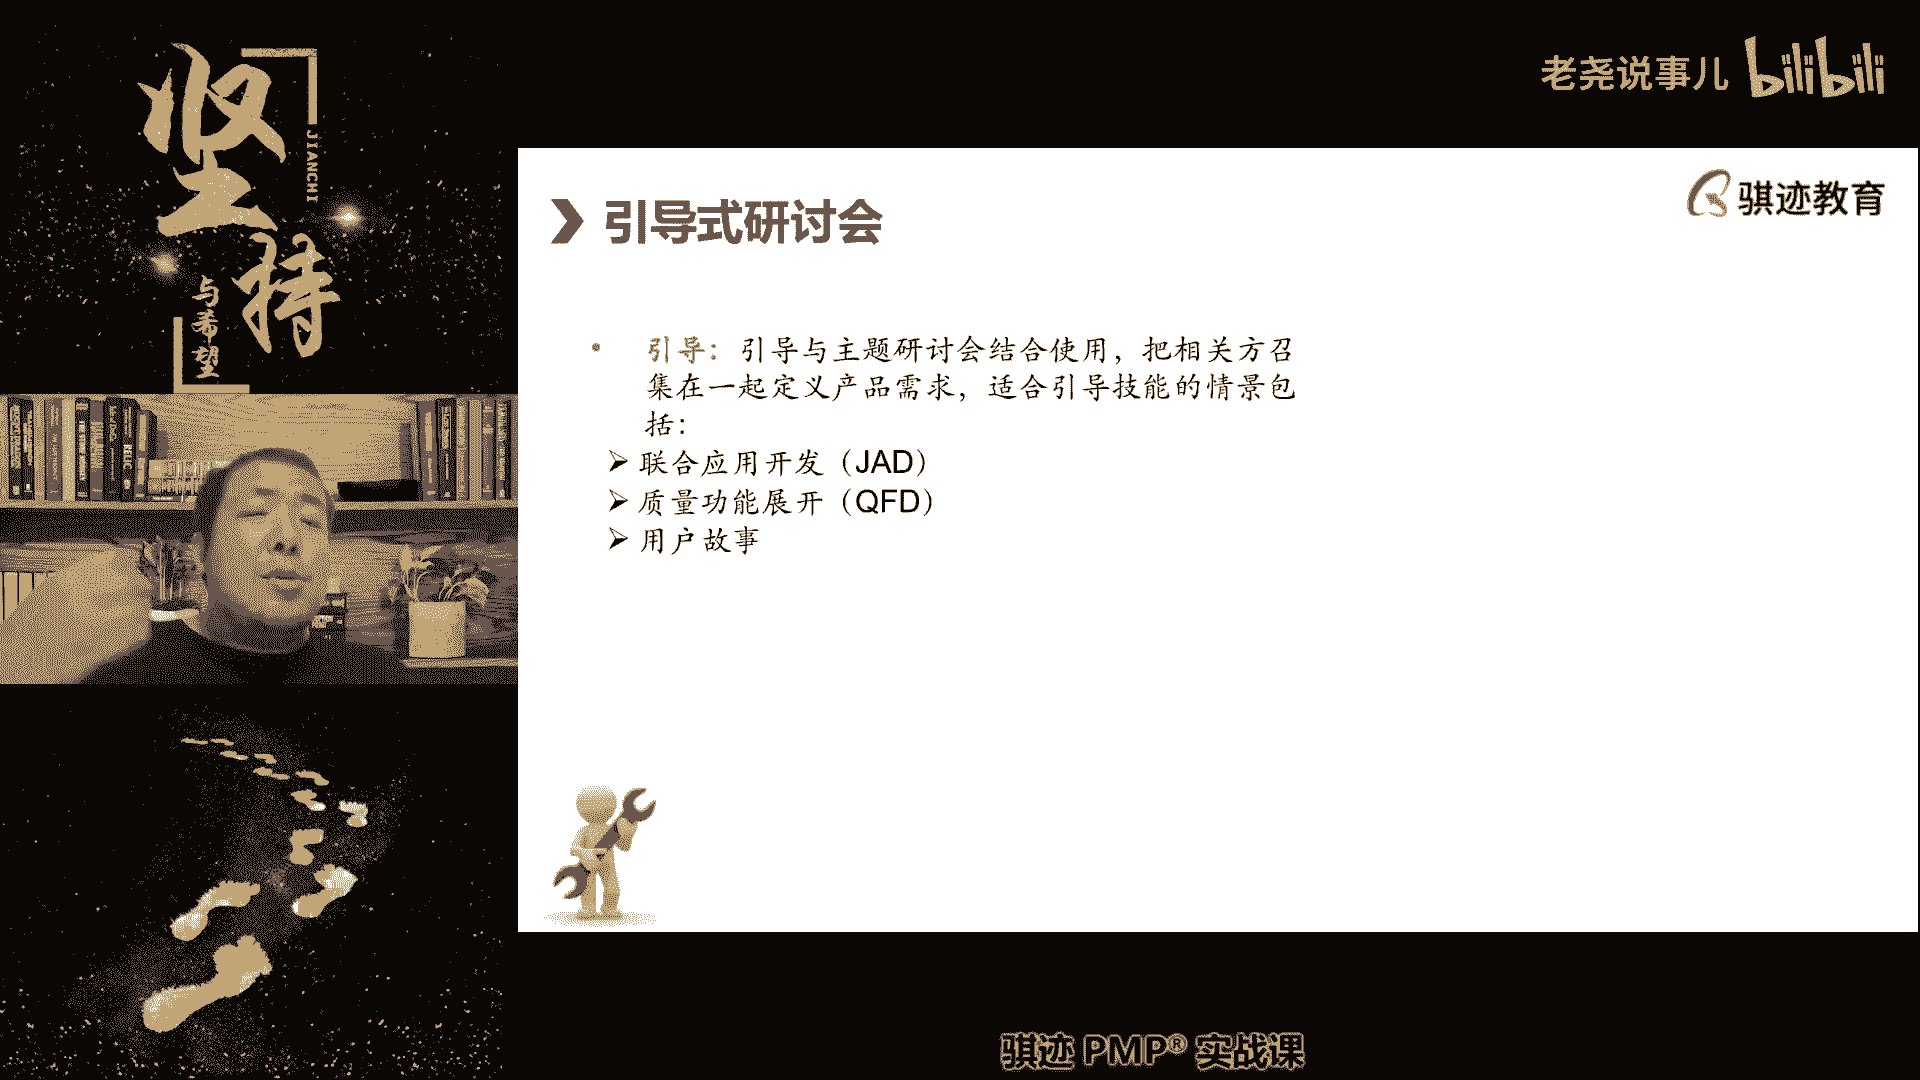 坚持
JIANCHI
与希望
老尧说事儿 bilibili
骐迹教育
引导式研讨会
• 引导：引导与主题研讨会结合使用，把相关方召
集在一起定义产品需求，适合引导技能的情景包
括：
➢ 联合应用开发（JAD）
➢ 质量功能展开（QFD）
➢ 用户故事
骐迹 PMP® 实战课